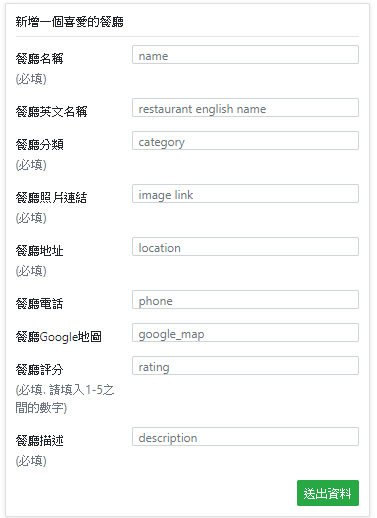 新增一個喜愛的餐廳
餐廳名稱
name
(必填)
餐廳英文名稱
restaurant english name
餐廳分類
category
(必填)
餐廳照片連結
image link
(必填)
餐廳地址
location
(必填)
餐廳電話
phone
餐廳Google地圖
google_map
餐廳評分
rating
(必填, 請填入1-5之
間的數字)
餐廳描述
description
(必填)
送出資料